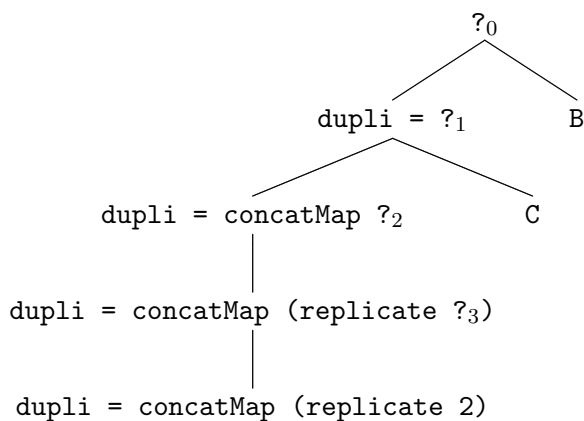 ?₀
dupli = ?₁ B
dupli = concatMap ?₂ C
dupli = concatMap (replicate ?₃)
dupli = concatMap (replicate 2)